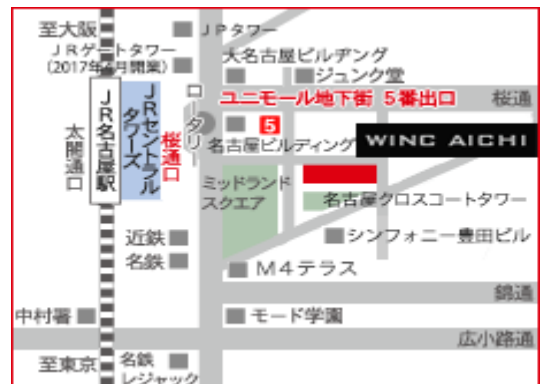 至大阪
JPタワー
JRゲートタワー
(2017年4月開業)
大名古屋ビルヂング
ジュンク堂
ユニモール地下街 5番出口
桜通
JR名古屋駅
JRセントラル
タワーズ
桜通口
ロータリー
太閤通口
5
名古屋ビルディング
WINC AICHI
ミッドランド
スクエア
名古屋クロスコートタワー
近鉄
名鉄
シンフォニー豊田ビル
M4テラス
錦通
中村署
モード学園
広小路通
至東京
名鉄
レジャック